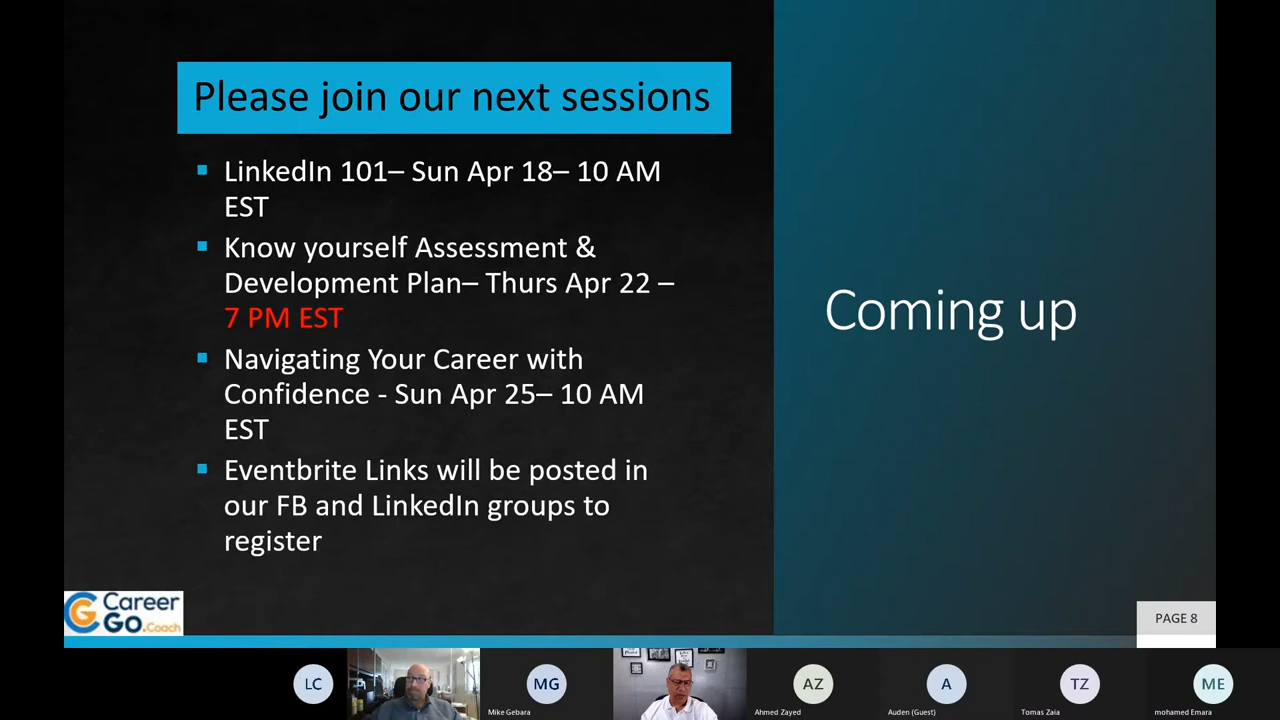 Please join our next sessions
LinkedIn 101– Sun Apr 18– 10 AM
EST
Know yourself Assessment &
Development Plan– Thurs Apr 22 –
7 PM EST
Navigating Your Career with
Confidence - Sun Apr 25– 10 AM
EST
Eventbrite Links will be posted in
our FB and LinkedIn groups to
register
Coming up
CG Career
GO.Coach
PAGE 8
LC
MG
AZ
A
TZ
ME
Mike Gebara
Ahmed Zayed
Auden (Guest)
Tomas Zaia
mohamed Emara